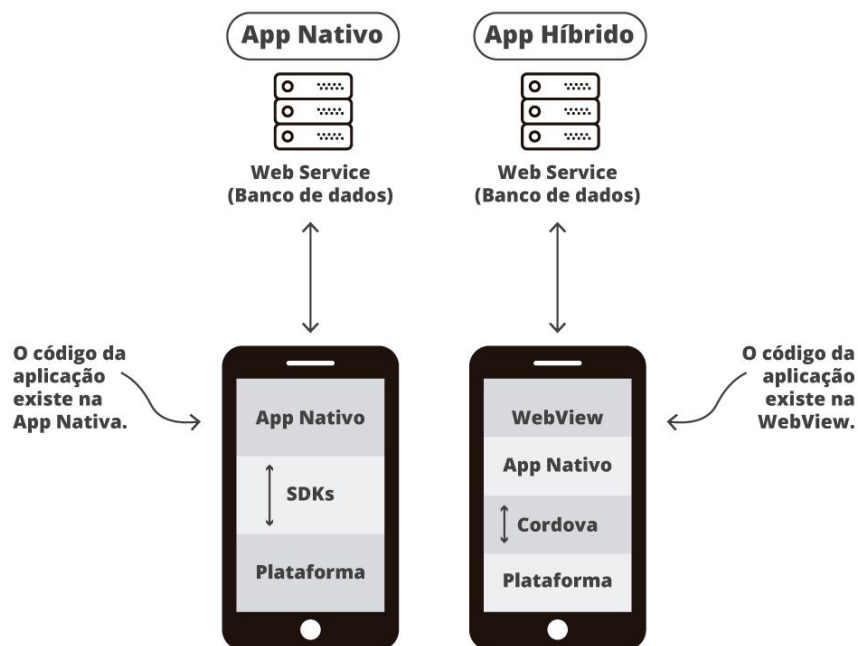 App Nativo
App Híbrido
Web Service
(Banco de dados)
Web Service
(Banco de dados)
O código da
aplicação
existe na
App Nativa.
App Nativo
SDKs
Plataforma
WebView
App Nativo
Cordova
Plataforma
O código da
aplicação
existe na
WebView.